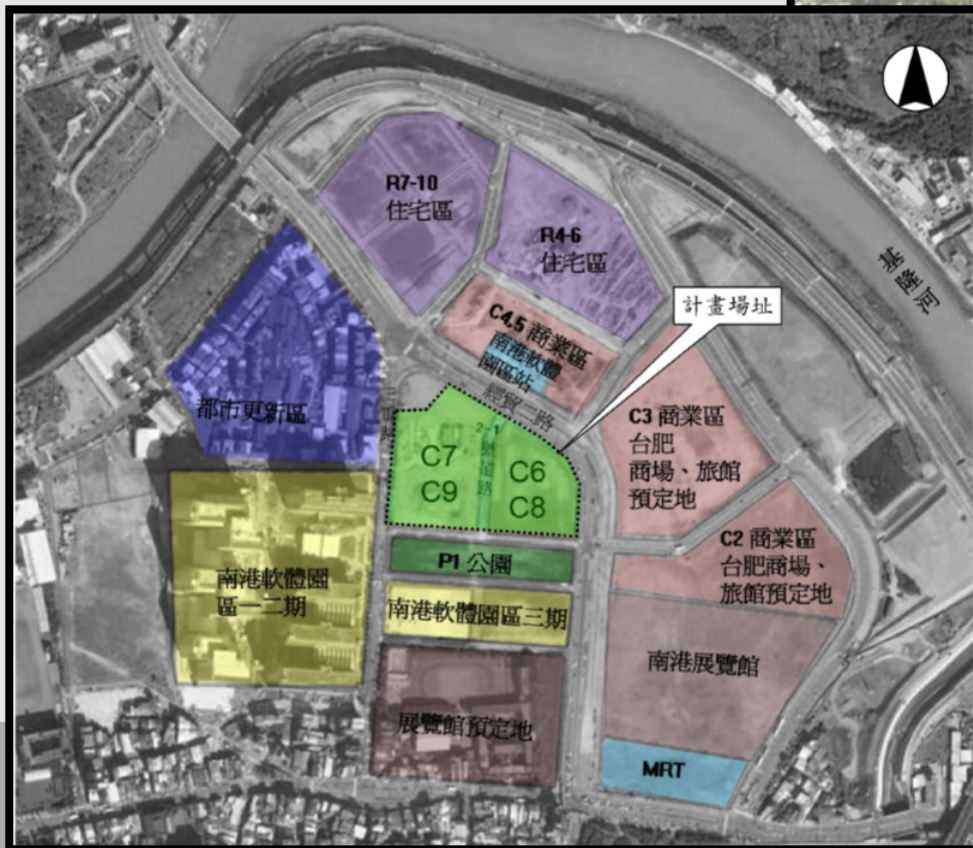 R7-10
住宅區
R4-6
住宅區
基隆河
計畫場址
C4,5 商業區
南港軟體
園區站
經貿二路
都市更新區
C3 商業區
台肥
商場、旅館
預定地
2-1
號道路
C7
C9
C6
C8
C2 商業區
台肥商場、
旅館預定地
P1 公園
南港軟體園
區一二期
南港軟體園區三期
南港展覽館
展覽館預定地
MRT